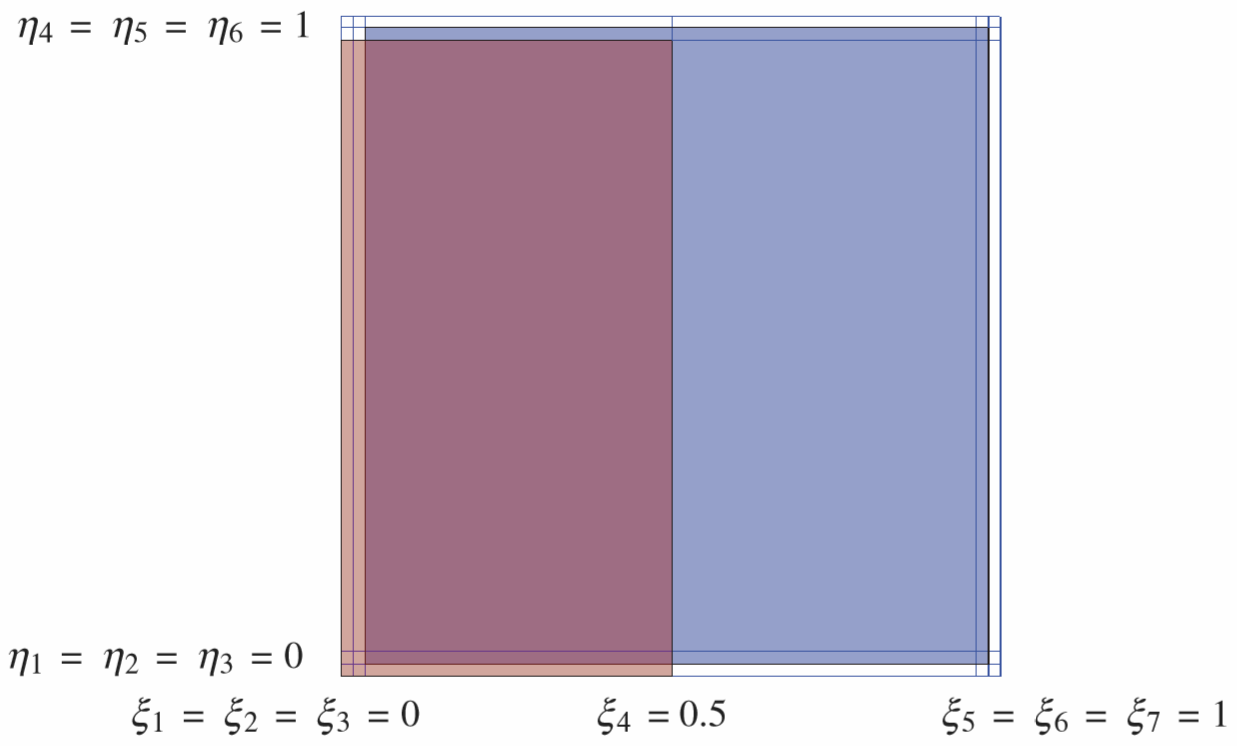 η₄ = η₅ = η₆ = 1
η₁ = η₂ = η₃ = 0
ξ₁ = ξ₂ = ξ₃ = 0 ξ₄ = 0.5 ξ₅ = ξ₆ = ξ₇ = 1